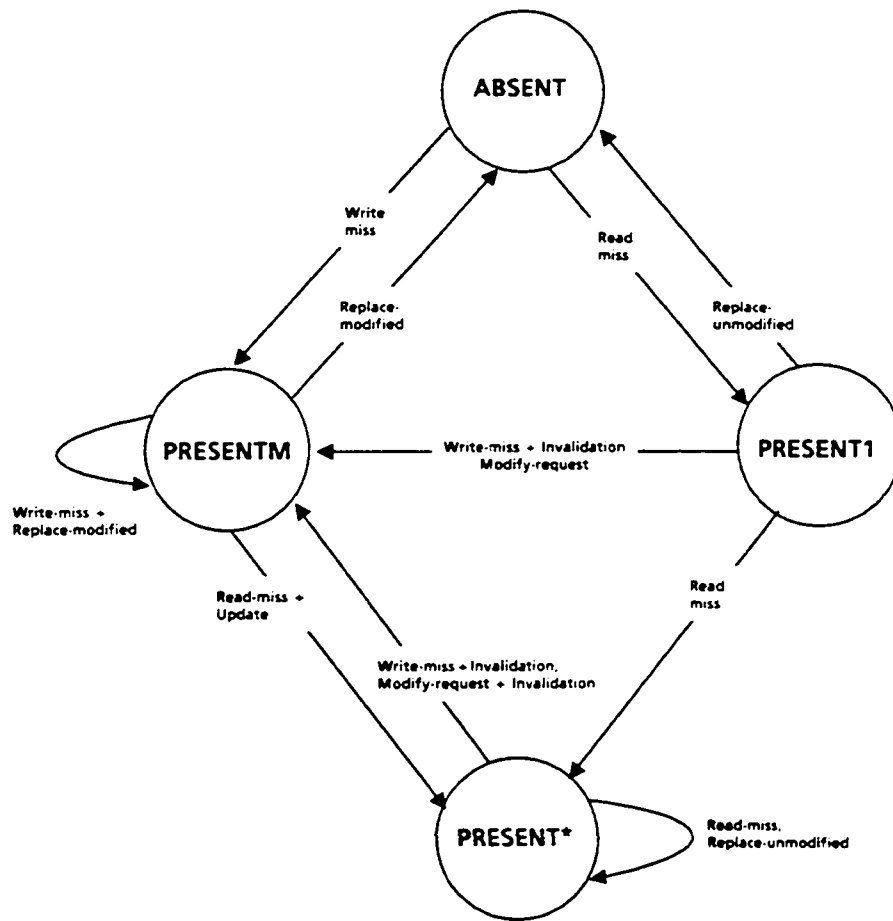 ABSENT
Write
miss
Read
miss
Replace-
modified
Replace-
unmodified
PRESENTM
Write-miss + Invalidation
Modify-request
PRESENT1
Write-miss +
Replace-modified
Read-miss +
Update
Read
miss
Write-miss + Invalidation,
Modify-request + Invalidation
PRESENT*
Read-miss,
Replace-unmodified